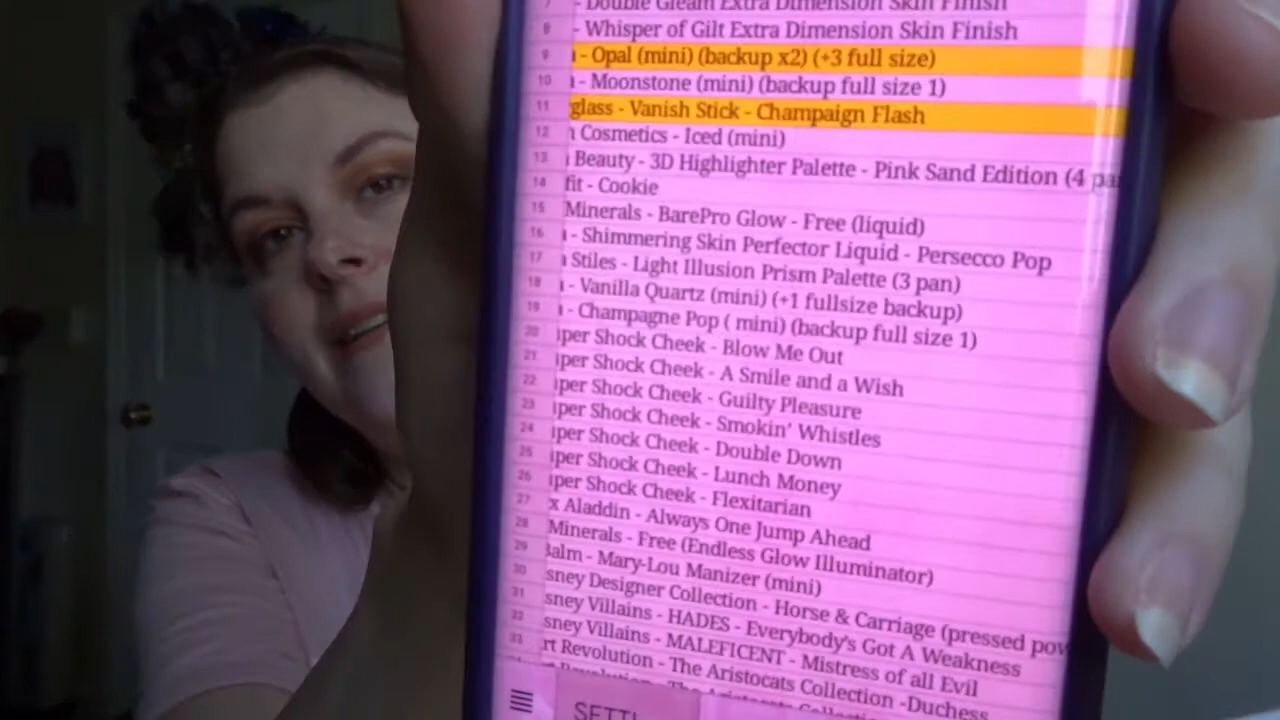 7 - Double Gleam Extra Dimension Skin Finish
8 - Whisper of Gilt Extra Dimension Skin Finish
9 - Opal (mini) (backup x2) (+3 full size)
10 - Moonstone (mini) (backup full size 1)
11 glass - Vanish Stick - Champaign Flash
12 Cosmetics - Iced (mini)
13 Beauty - 3D Highlighter Palette - Pink Sand Edition (4 pa
14 fit - Cookie
15 Minerals - BarePro Glow - Free (liquid)
16 - Shimmering Skin Perfector Liquid - Persecco Pop
17 Stiles - Light Illusion Prism Palette (3 pan)
18 - Vanilla Quartz (mini) (+1 fullsize backup)
19 - Champagne Pop ( mini) (backup full size 1)
20 per Shock Cheek - Blow Me Out
21 per Shock Cheek - A Smile and a Wish
22 per Shock Cheek - Guilty Pleasure
23 per Shock Cheek - Smokin' Whistles
24 per Shock Cheek - Double Down
25 per Shock Cheek - Lunch Money
26 per Shock Cheek - Flexitarian
27 x Aladdin - Always One Jump Ahead
28 Minerals - Free (Endless Glow Illuminator)
29 Balm - Mary-Lou Manizer (mini)
30 sney Designer Collection - Horse & Carriage (pressed pow
31 sney Villains - HADES - Everybody's Got A Weakness
32 sney Villains - MALEFICENT - Mistress of all Evil
33 rt Revolution - The Aristocats Collection -Duchess
Revolution - The Aristocats Collection
SETTI